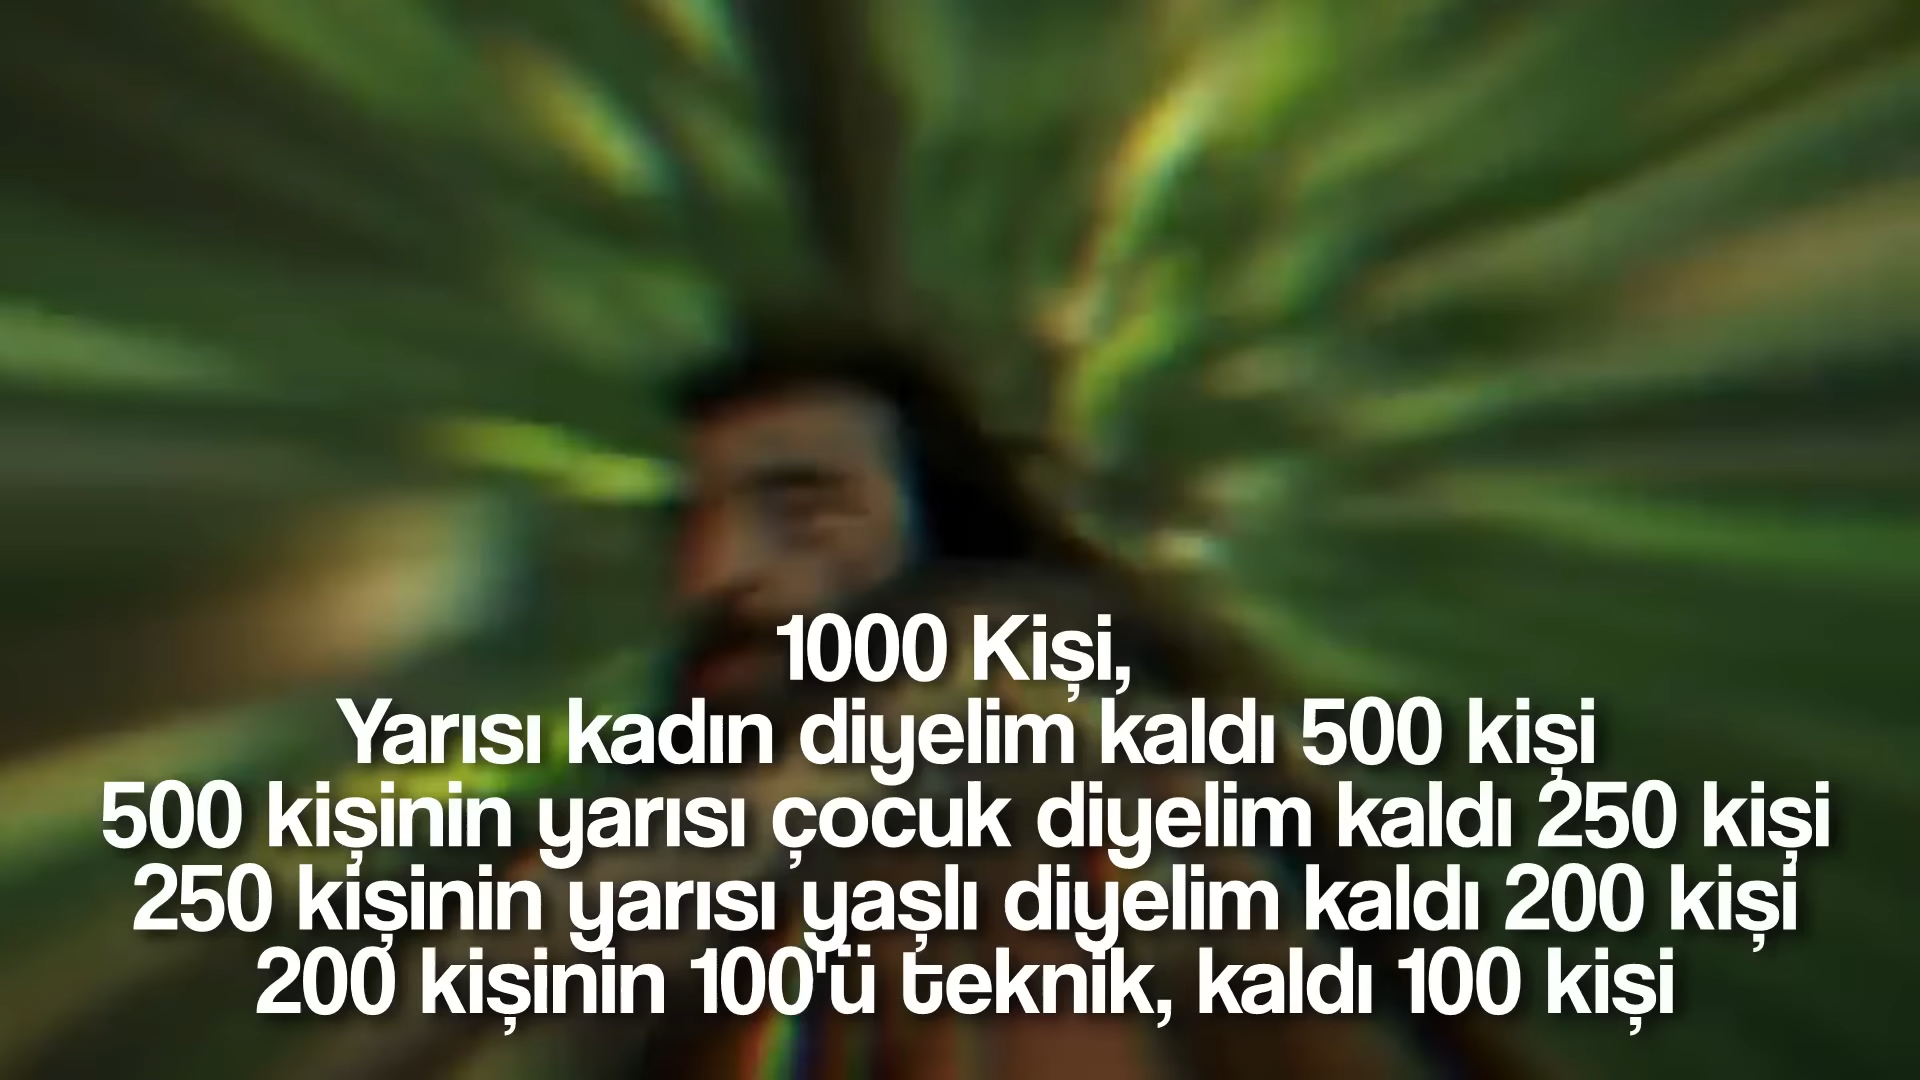 1000 Kişi,
Yarısı kadın diyelim kaldı 500 kişi
500 kişinin yarısı çocuk diyelim kaldı 250 kişi
250 kişinin yarısı yaşlı diyelim kaldı 200 kişi
200 kişinin 100'ü teknik, kaldı 100 kişi